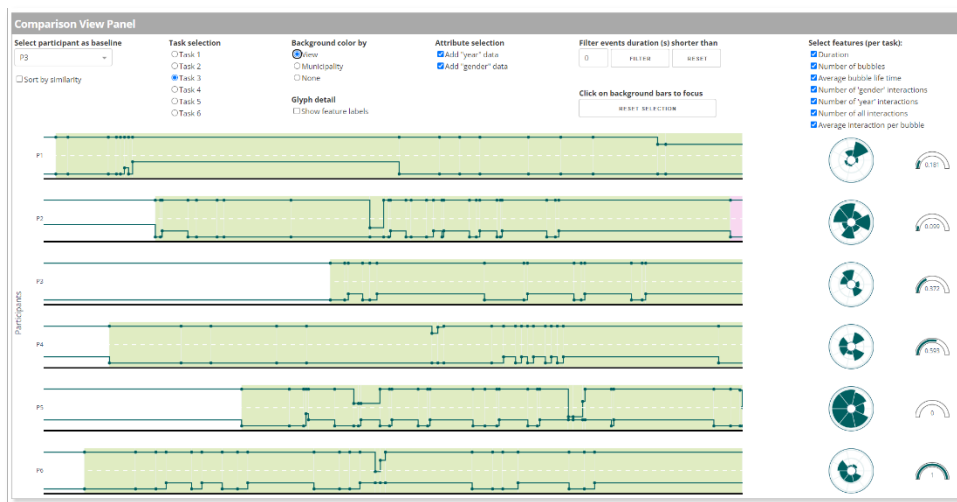 Comparison View Panel
Select participant as baseline
P3
Sort by similarity
Task selection
Task 1
Task 2
Task 3
Task 4
Task 5
Task 6
Background color by
View
Municipality
None
Glyph detail
Show feature labels
Attribute selection
Add "year" data
Add "gender" data
Filter events duration (s) shorter than
0
FILTER
RESET
Click on background bars to focus
RESET SELECTION
Select features (per task):
Duration
Number of bubbles
Average bubble life time
Number of 'gender' interactions
Number of 'year' interactions
Number of all interactions
Average interaction per bubble
Participants
P1
P2
P3
P4
P5
P6
0.372
0.593
0
1